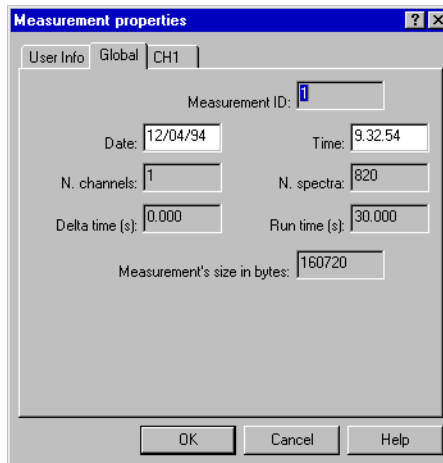 Measurement properties
User Info Global CH1
Measurement ID: 1
Date: 12/04/94 Time: 9.32.54
N. channels: 1 N. spectra: 820
Delta time (s): 0.000 Run time (s): 30.000
Measurement's size in bytes: 160720
OK Cancel Help